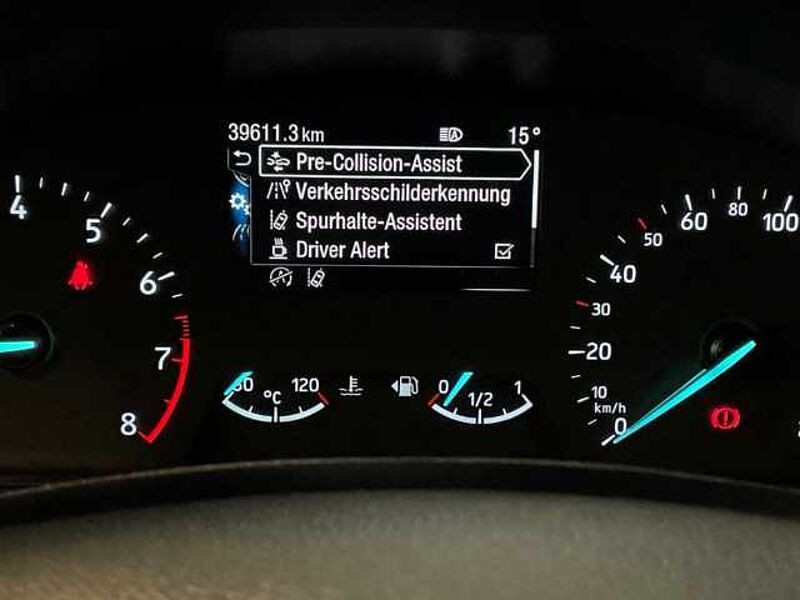 39611.3 km 15°
Pre-Collision-Assist
Verkehrsschilderkennung
Spurhalte-Assistent
Driver Alert
4 5 6 7 8
120
°C
0 1/2 1
0 10 20 30 40 50 60 80 100
km/h